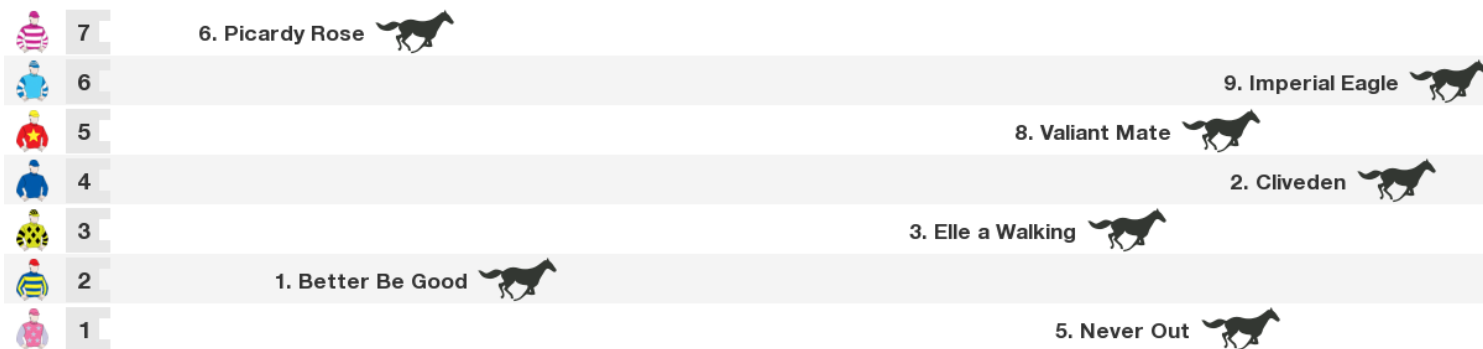 7 6. Picardy Rose
6 9. Imperial Eagle
5 8. Valiant Mate
4 2. Cliveden
3 3. Elle a Walking
2 1. Better Be Good
1 5. Never Out